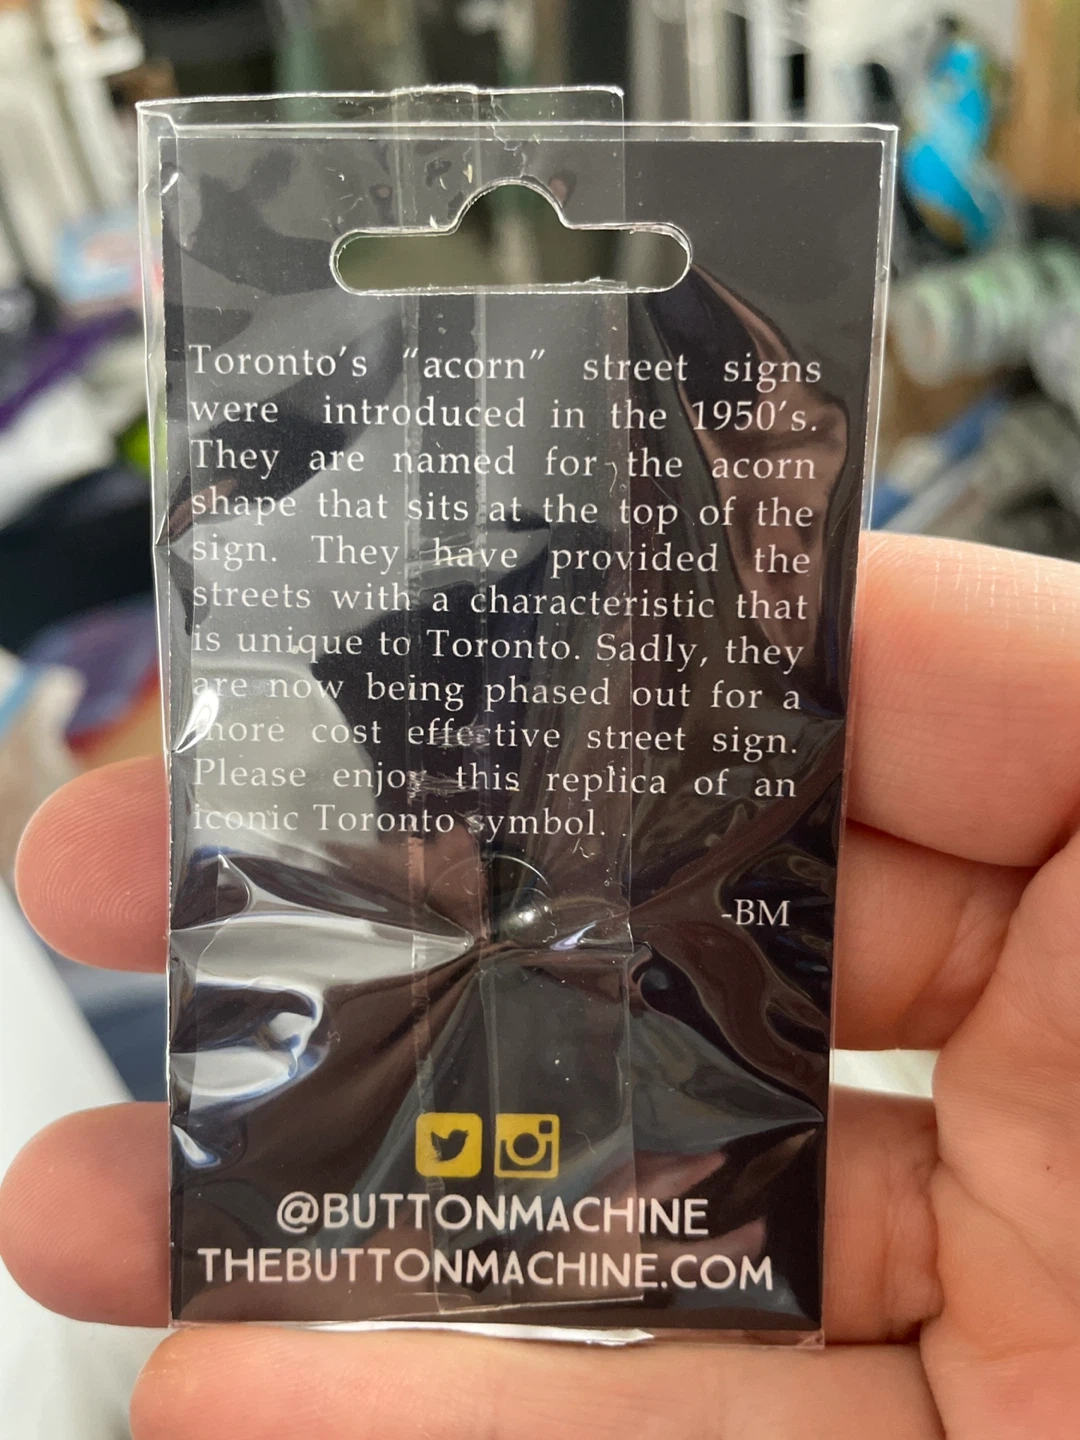 Toronto's "acorn" street signs
were introduced in the 1950's.
They are named for the acorn
shape that sits at the top of the
sign. They have provided the
streets with a characteristic that
is unique to Toronto. Sadly, they
are now being phased out for a
more cost effective street sign.
Please enjoy this replica of an
iconic Toronto symbol.
-BM
@BUTTONMACHINE
THEBUTTONMACHINE.COM